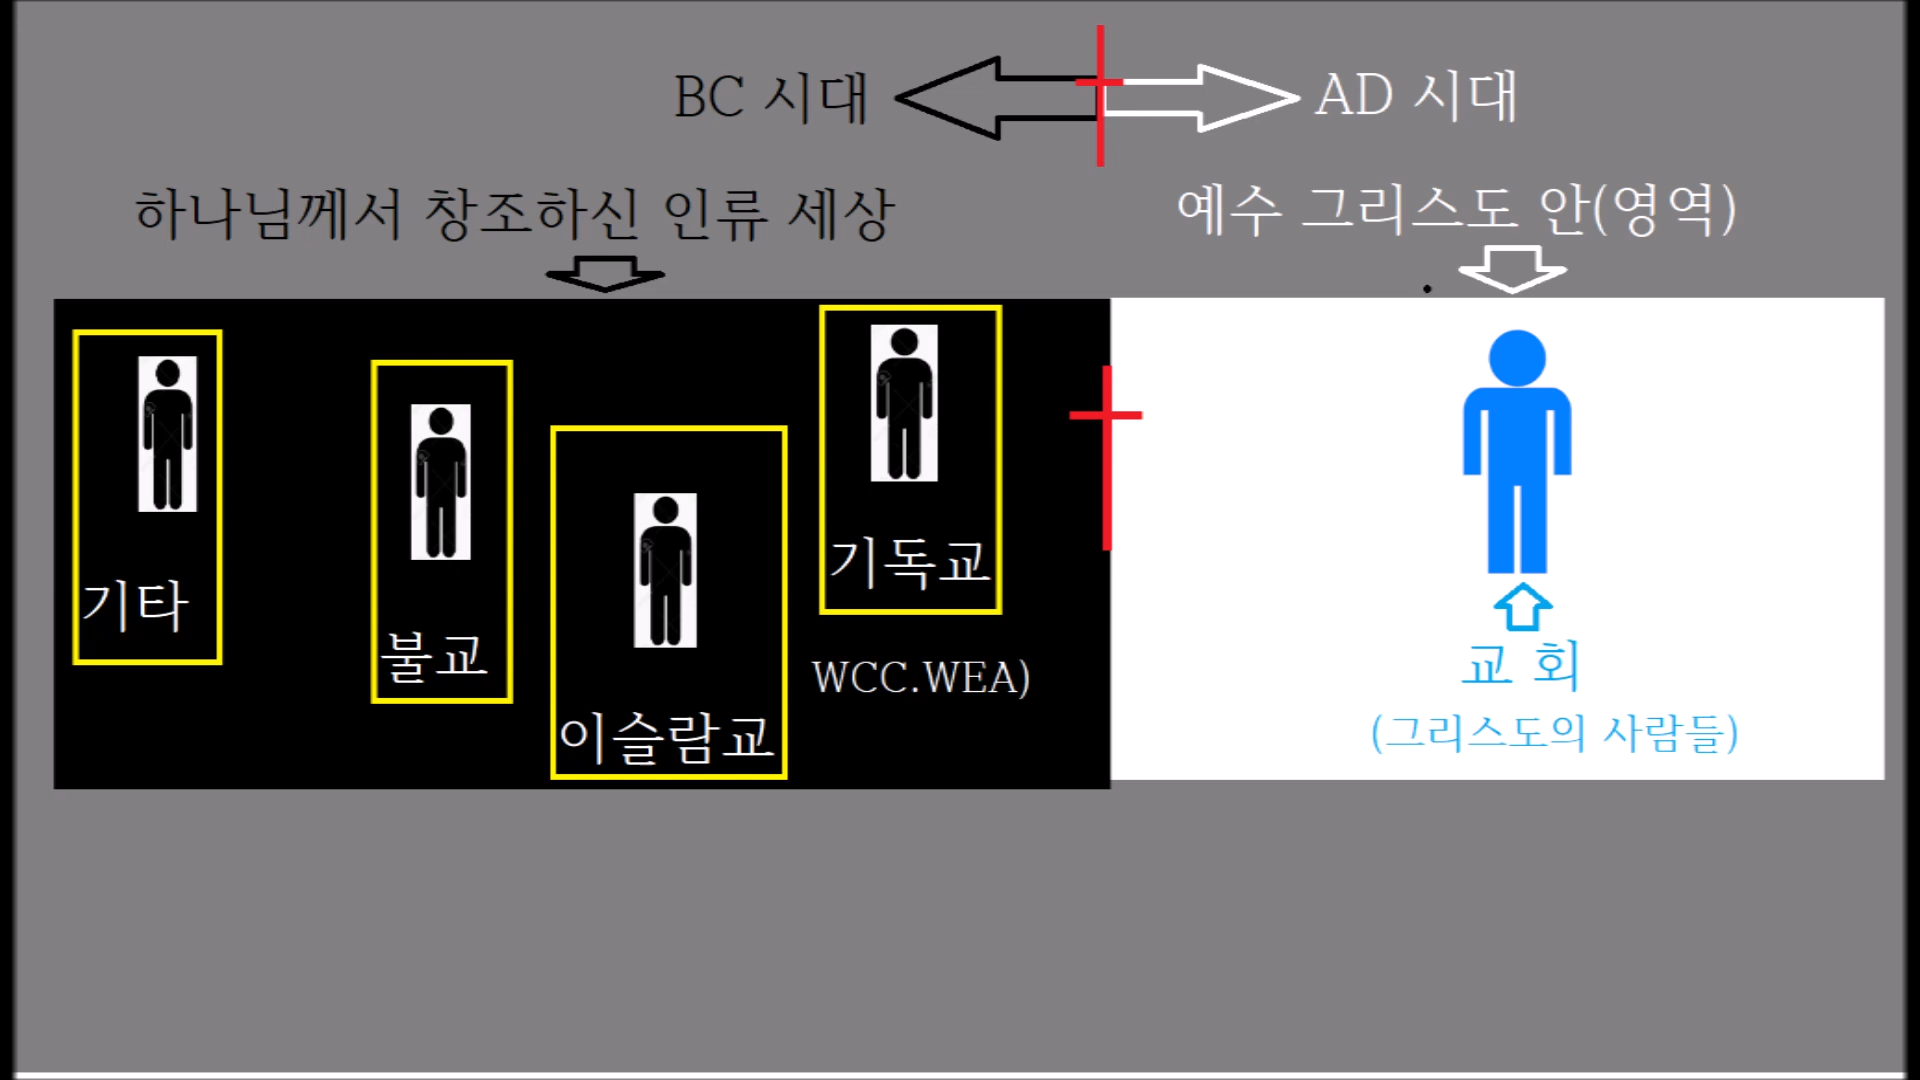 BC 시대
AD 시대
하나님께서 창조하신 인류 세상
예수 그리스도 안(영역)
기타
불교
이슬람교
기독교
WCC.WEA)
교 회
(그리스도의 사람들)